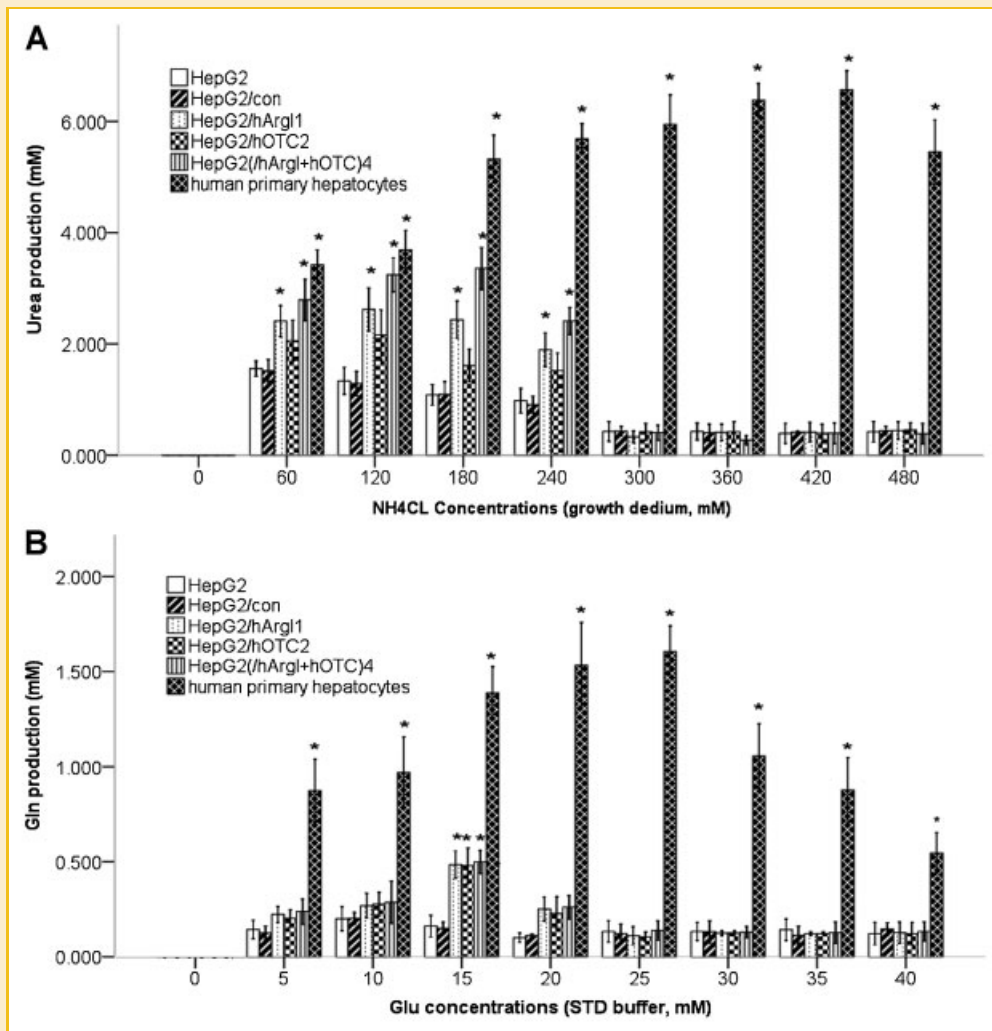 A
HepG2
HepG2/con
HepG2/hArgI1
HepG2/hOTC2
HepG2(/hArgI+hOTC)4
human primary hepatocytes
Urea production (mM)
6.000
4.000
2.000
0.000
* * * * * * * * * * * * * * *
0 60 120 180 240 300 360 420 480
NH4CL Concentrations (growth dedium, mM)
B
HepG2
HepG2/con
HepG2/hArgI1
HepG2/hOTC2
HepG2(/hArgI+hOTC)4
human primary hepatocytes
Gln production (mM)
2.000
1.500
1.000
0.500
0.000
* * * * * * * * * * *
0 5 10 15 20 25 30 35 40
Glu concentrations (STD buffer, mM)